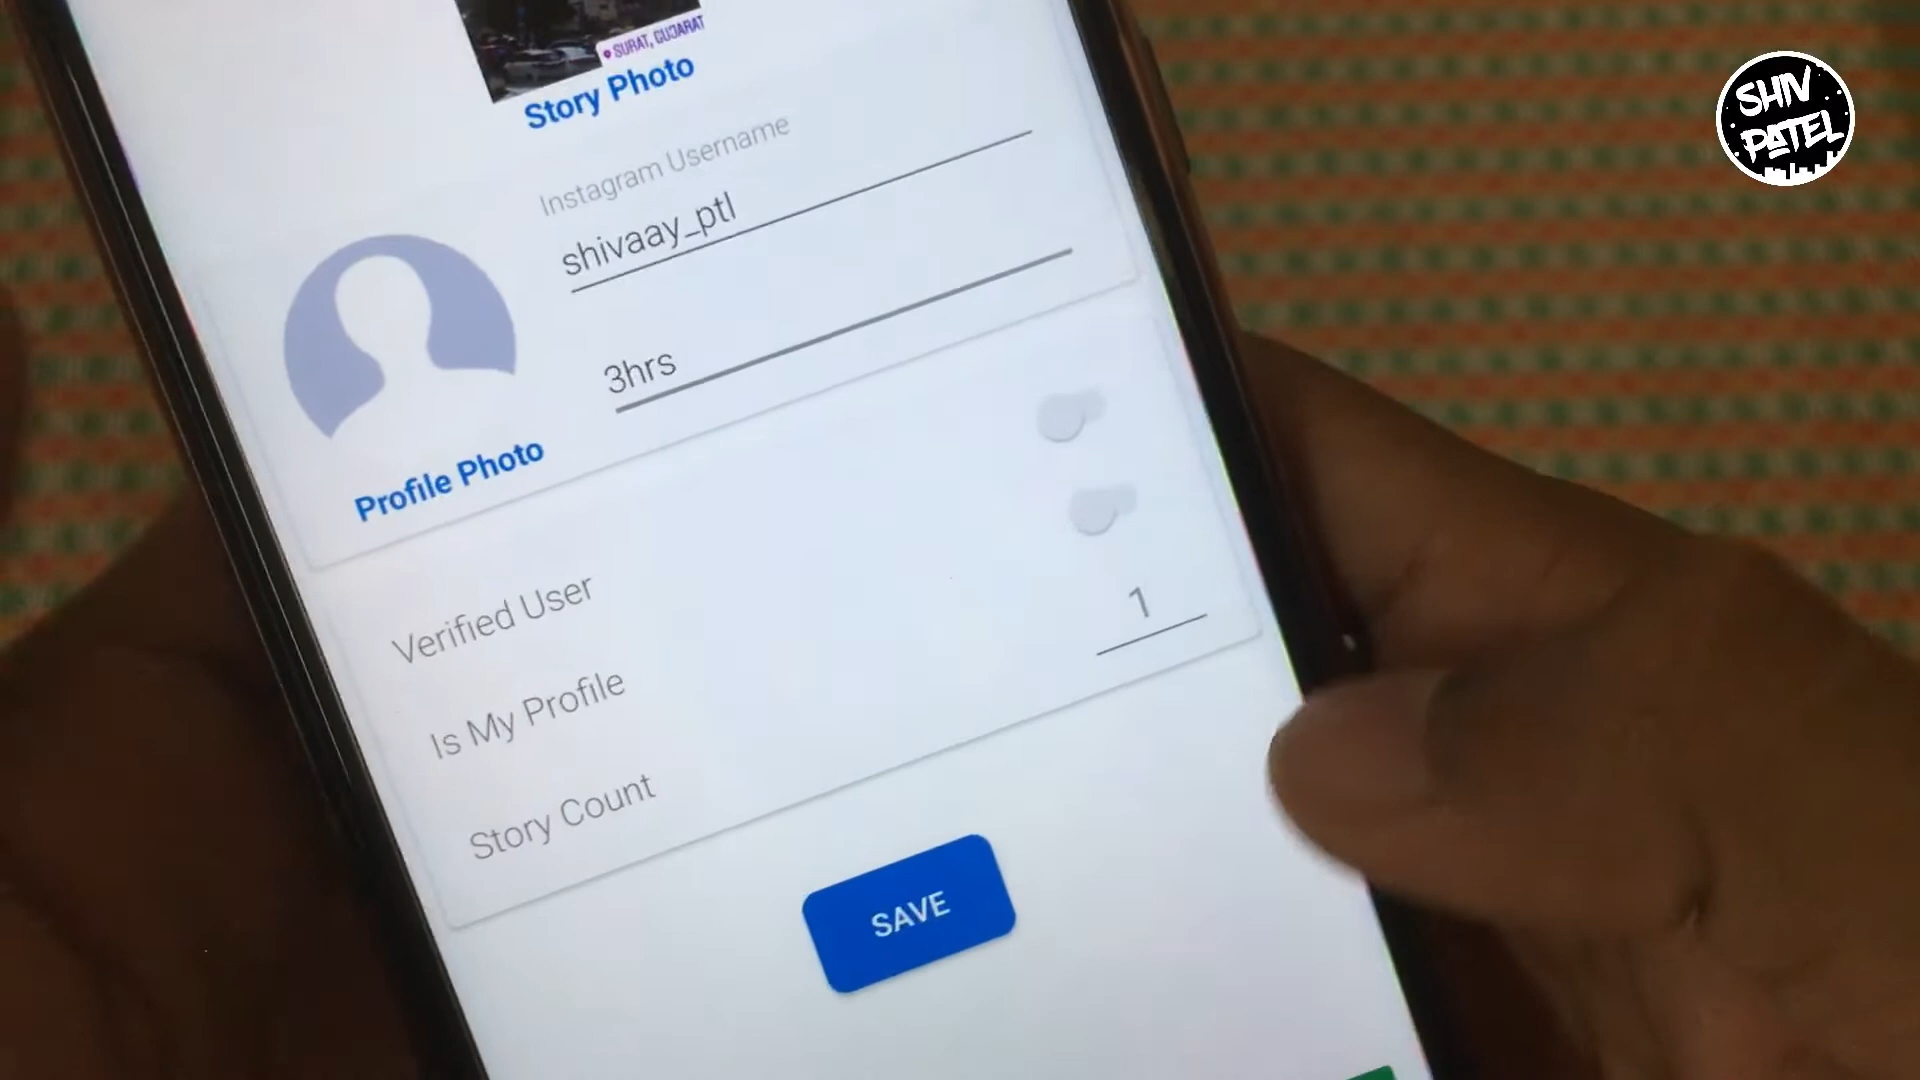 SURAT, GUJARAT
Story Photo
Instagram Username
shivaay_ptl
3hrs
Profile Photo
Verified User
Is My Profile
1
Story Count
SAVE
SHIV
PATEL